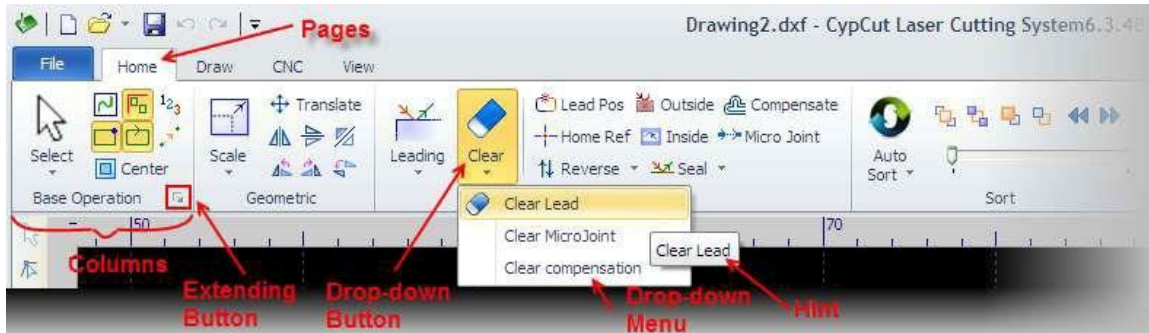 Drawing2.dxf - CypCut Laser Cutting System6.3.48
Pages
File Home Draw CNC View
Select
Center
Base Operation
Scale
Translate
Geometric
Leading
Clear
Lead Pos Outside Compensate
Home Ref Inside Micro Joint
Reverse Seal
Auto
Sort
Sort
Clear Lead
Clear MicroJoint
Clear compensation
Clear Lead
50
70
Columns
Extending
Button
Drop-down
Button
Drop-down
Menu
Hint